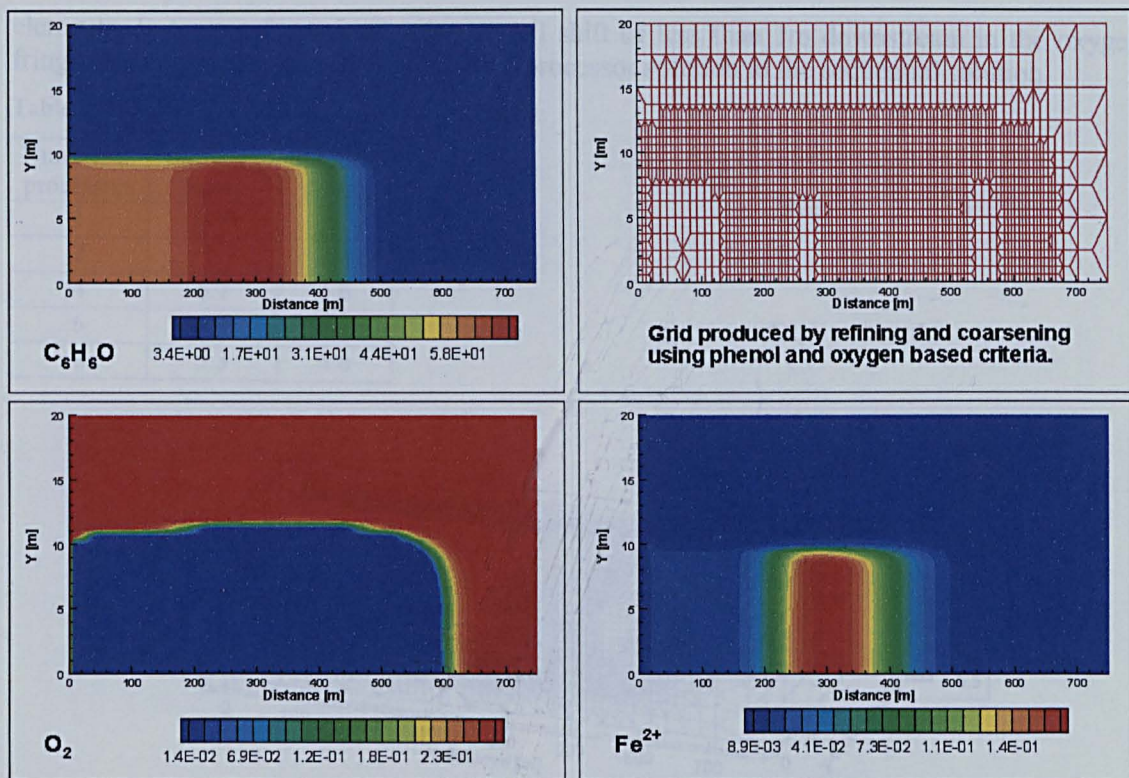 20
15
Y [m]
10
5
0
0 100 200 300 400 500 600 700
Distance [m]
C₆H₆O
3.4E+00 1.7E+01 3.1E+01 4.4E+01 5.8E+01
20
15
Y [m]
10
5
0
0 100 200 300 400 500 600 700
Distance [m]
Grid produced by refining and coarsening
using phenol and oxygen based criteria.
20
15
Y [m]
10
5
0
0 100 200 300 400 500 600 700
Distance [m]
O₂
1.4E-02 6.9E-02 1.2E-01 1.8E-01 2.3E-01
20
15
Y [m]
10
5
0
0 100 200 300 400 500 600 700
Distance [m]
Fe²⁺
8.9E-03 4.1E-02 7.3E-02 1.1E-01 1.4E-01